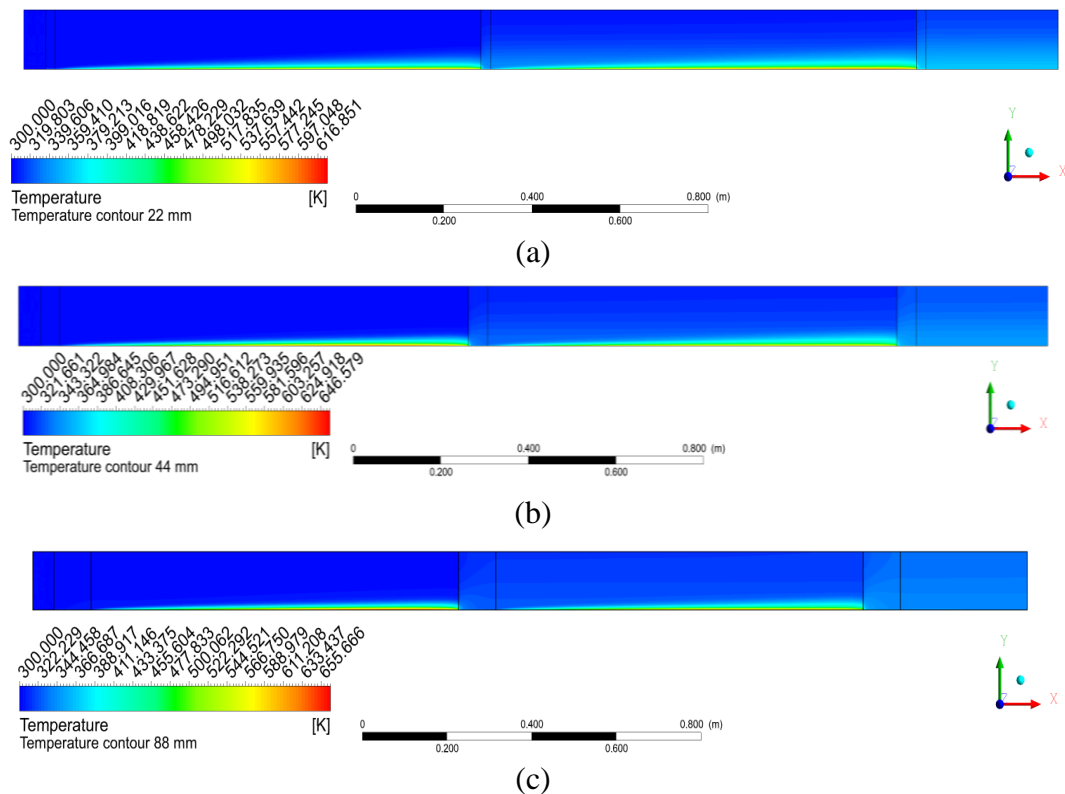 300.000 319.803 339.606 359.410 379.213 399.016 418.819 438.622 458.426 478.229 498.032 517.835 537.639 557.442 577.245 597.048 616.851
Temperature [K]
Temperature contour 22 mm
0 0.400 0.800 (m)
0.200 0.600
Y
X
Z
(a)
300.000 321.661 343.322 364.984 386.645 408.306 429.967 451.628 473.290 494.951 516.612 538.273 559.935 581.596 603.257 624.918 646.579
Temperature [K]
Temperature contour 44 mm
0 0.400 0.800 (m)
0.200 0.600
Y
X
Z
(b)
300.000 322.229 344.458 366.687 388.917 411.146 433.375 455.604 477.833 500.062 522.292 544.521 566.750 588.979 611.208 633.437 655.666
Temperature [K]
Temperature contour 88 mm
0 0.400 0.800 (m)
0.200 0.600
Y
X
Z
(c)